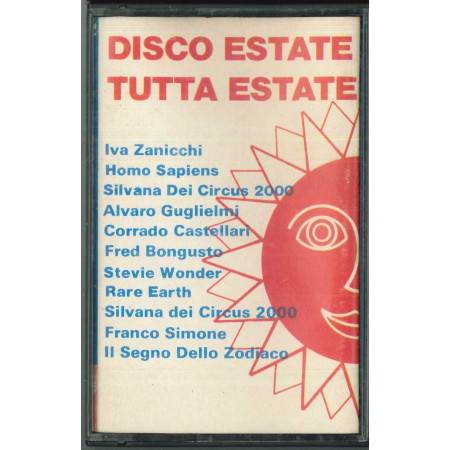 DISCO ESTATE
TUTTA ESTATE
Iva Zanicchi
Homo Sapiens
Silvana Dei Circus 2000
Alvaro Guglielmi
Corrado Castellari
Fred Bongusto
Stevie Wonder
Rare Earth
Silvana dei Circus 2000
Franco Simone
Il Segno Dello Zodiaco